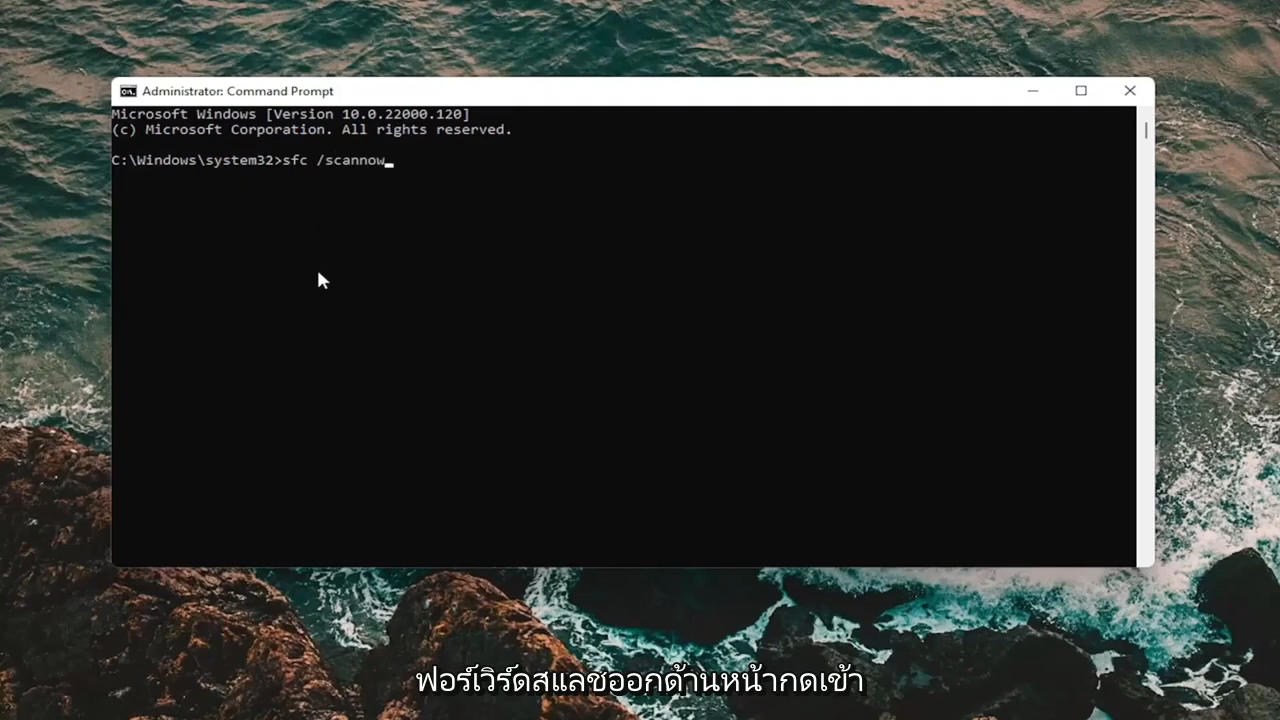 Administrator: Command Prompt
Microsoft Windows [Version 10.0.22000.120]
(c) Microsoft Corporation. All rights reserved.
C:\Windows\system32>sfc /scannow
ฟอร์เวิร์ดสแลชออกด้านหน้ากดเข้า